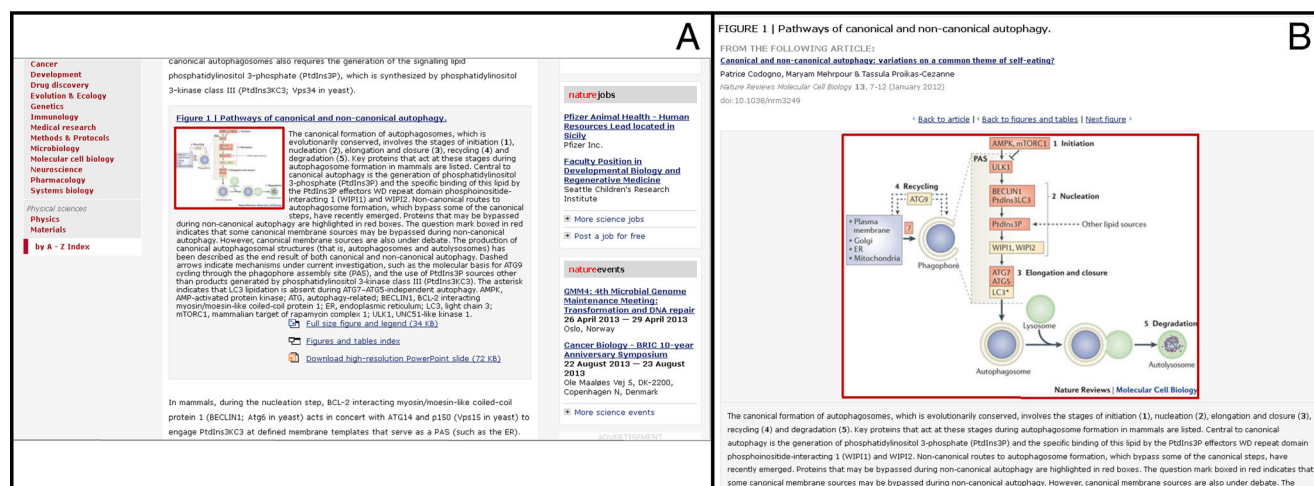 A
Cancer
Development
Drug discovery
Evolution & Ecology
Genetics
Immunology
Medical research
Methods & Protocols
Microbiology
Molecular cell biology
Neuroscience
Pharmacology
Systems biology
Physical sciences
Physics
Materials
by A - Z Index
canonical autophagosomes also requires the generation of the signalling lipid
phosphatidylinositol 3-phosphate (PtdIns3P), which is synthesized by phosphatidylinositol
3-kinase class III (PtdIns3KC3; Vps34 in yeast).
Figure 1 | Pathways of canonical and non-canonical autophagy.
The canonical formation of autophagosomes, which is
evolutionarily conserved, involves the stages of initiation (1),
nucleation (2), elongation and closure (3), recycling (4) and
degradation (5). Key proteins that act at these stages during
autophagosome formation in mammals are listed. Central to
canonical autophagy is the generation of phosphatidylinositol
3-phosphate (PtdIns3P) and the specific binding of this lipid by
the PtdIns3P effectors WD repeat domain phosphoinositide-
interacting 1 (WIPI1) and WIPI2. Non-canonical routes to
autophagosome formation, which bypass some of the canonical
steps, have recently emerged. Proteins that may be bypassed
during non-canonical autophagy are highlighted in red boxes. The question mark boxed in red
indicates that some canonical membrane sources may be bypassed during non-canonical
autophagy. However, canonical membrane sources are also under debate. The production of
canonical autophagosomal structures (that is, autophagosomes and autolysosomes) has
been described as the end result of both canonical and non-canonical autophagy. Dashed
arrows indicate mechanisms under current investigation, such as the molecular basis for ATG9
cycling through the phagophore assembly site (PAS), and the use of PtdIns3P sources other
than products generated by phosphatidylinositol 3-kinase class III (PtdIns3KC3). The asterisk
indicates that LC3 lipidation is absent during ATG7–ATG5-independent autophagy. AMPK,
AMP-activated protein kinase; ATG, autophagy-related; BECLIN1, BCL-2 interacting
myosin/moesin-like coiled-coil protein 1; ER, endoplasmic reticulum; LC3, light chain 3;
mTORC1, mammalian target of rapamycin complex 1; ULK1, UNC51-like kinase 1.
Full size figure and legend (34 KB)
Figures and tables index
Download high-resolution PowerPoint slide (72 KB)
In mammals, during the nucleation step, BCL-2 interacting myosin/moesin-like coiled-coil
protein 1 (BECLIN1; Atg6 in yeast) acts in concert with ATG14 and p150 (Vps15 in yeast) to
engage PtdIns3KC3 at defined membrane templates that serve as a PAS (such as the ER).
naturejobs
Pfizer Animal Health - Human
Resources Lead located in
Sicily
Pfizer Inc.
Faculty Position in
Developmental Biology and
Regenerative Medicine
Seattle Children's Research
Institute
More science jobs
Post a job for free
natureevents
GMM4: 4th Microbial Genome
Maintenance Meeting:
Transformation and DNA repair
26 April 2013 — 29 April 2013
Oslo, Norway
Cancer Biology - BRIC 10-year
Anniversary Symposium
22 August 2013 — 23 August
2013
Ole Maaløes Vej 5, DK-2200,
Copenhagen N, Denmark
More science events
ADVERTISEMENT
B
FIGURE 1 | Pathways of canonical and non-canonical autophagy.
FROM THE FOLLOWING ARTICLE:
Canonical and non-canonical autophagy: variations on a common theme of self-eating?
Patrice Codogno, Maryam Mehrpour & Tassula Proikas-Cezanne
Nature Reviews Molecular Cell Biology 13, 7-12 (January 2012)
doi:10.1038/nrm3249
Back to article | Back to figures and tables | Next figure
AMPK, mTORC1 1 Initiation
PAS
ULK1
4 Recycling
ATG9
BECLIN1
PtdIns3LC3
2 Nucleation
• Plasma
membrane
• Golgi
• ER
• Mitochondria
?
Phagophore
PtdIns3P
Other lipid sources
WIPI1, WIPI2
ATG7
ATG5
LC3*
3 Elongation and closure
Lysosome
5 Degradation
Autophagosome
Autolysosome
Nature Reviews | Molecular Cell Biology
The canonical formation of autophagosomes, which is evolutionarily conserved, involves the stages of initiation (1), nucleation (2), elongation and closure (3),
recycling (4) and degradation (5). Key proteins that act at these stages during autophagosome formation in mammals are listed. Central to canonical
autophagy is the generation of phosphatidylinositol 3-phosphate (PtdIns3P) and the specific binding of this lipid by the PtdIns3P effectors WD repeat domain
phosphoinositide-interacting 1 (WIPI1) and WIPI2. Non-canonical routes to autophagosome formation, which bypass some of the canonical steps, have
recently emerged. Proteins that may be bypassed during non-canonical autophagy are highlighted in red boxes. The question mark boxed in red indicates that
some canonical membrane sources may be bypassed during non-canonical autophagy. However, canonical membrane sources are also under debate. The